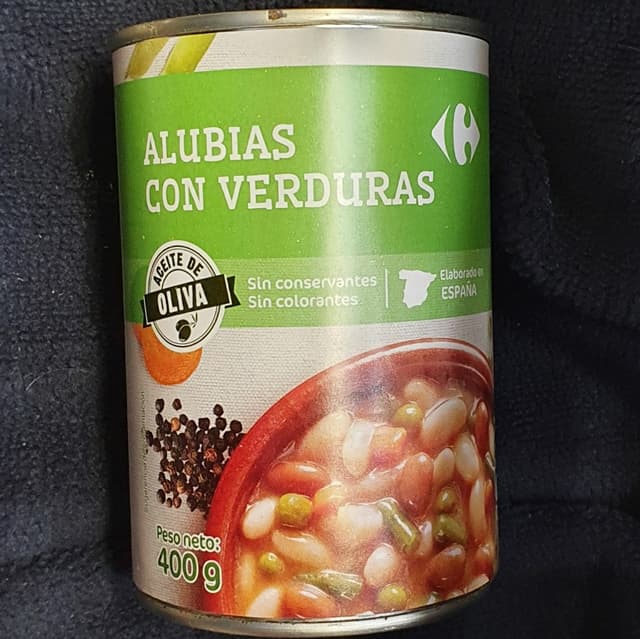 ALUBIAS
CON VERDURAS
ACEITE DE
OLIVA
Sin conservantes
Sin colorantes
Elaborado en
ESPAÑA
Peso neto:
400 g